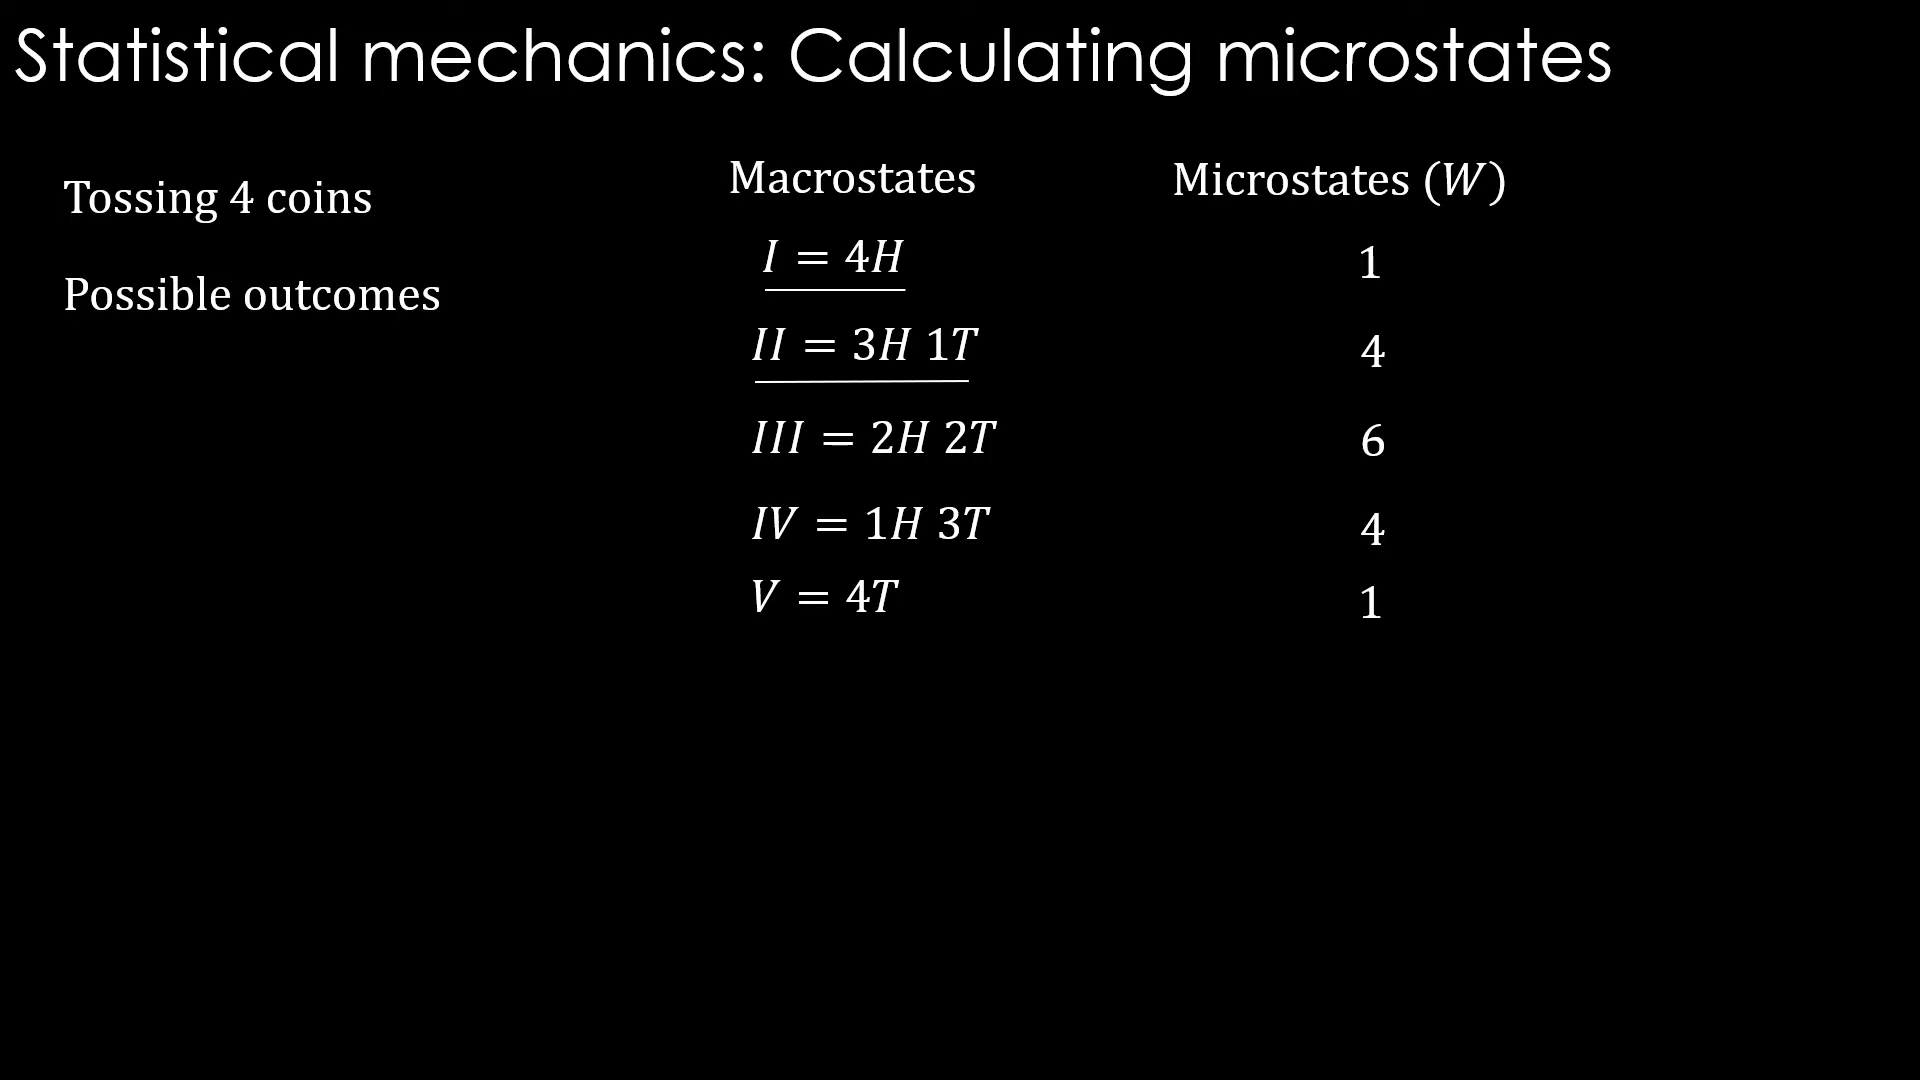 Statistical mechanics: Calculating microstates
Tossing 4 coins
Possible outcomes
Macrostates
I = 4H
II = 3H 1T
III = 2H 2T
IV = 1H 3T
V = 4T
Microstates (W)
1
4
6
4
1